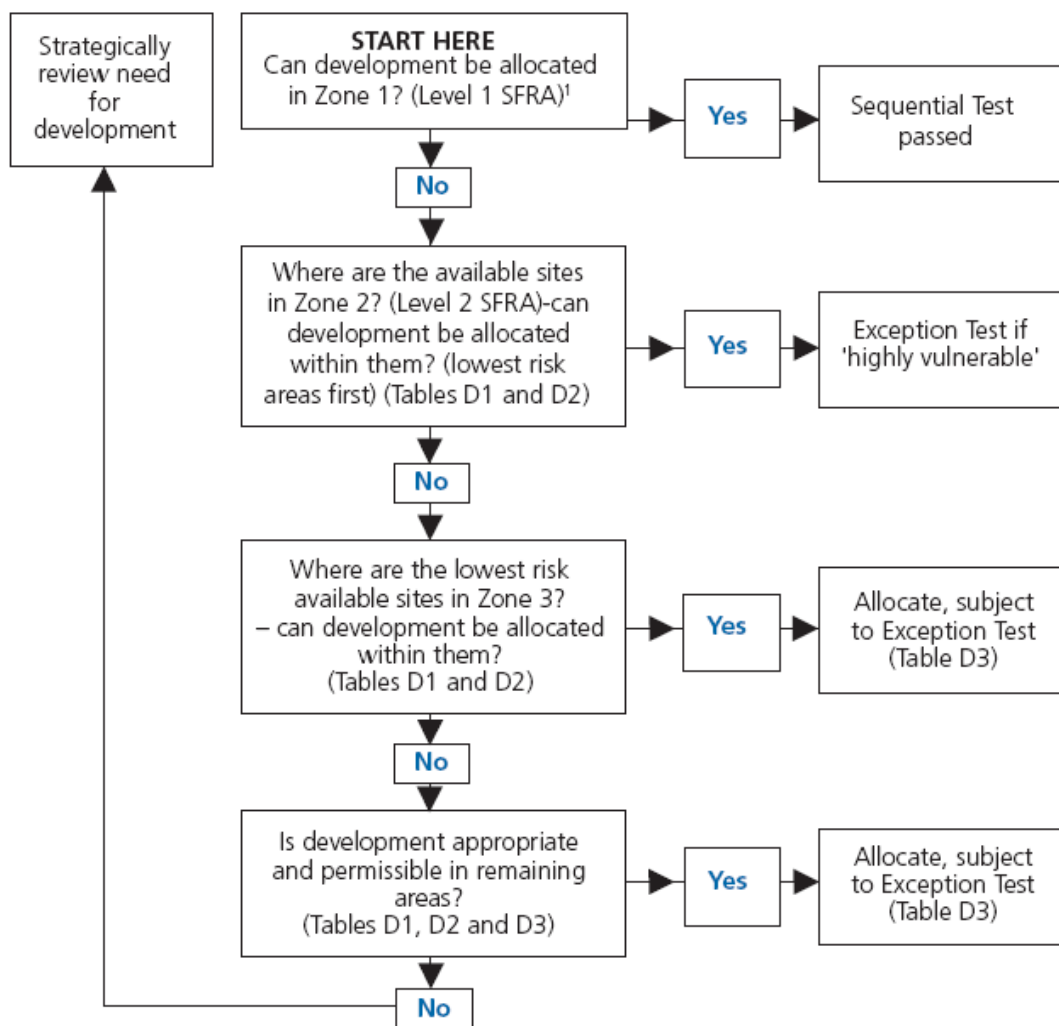 Strategically
review need
for
development
START HERE
Can development be allocated
in Zone 1? (Level 1 SFRA)¹
Yes
Sequential Test
passed
No
Where are the available sites
in Zone 2? (Level 2 SFRA)-can
development be allocated
within them? (lowest risk
areas first) (Tables D1 and D2)
Yes
Exception Test if
'highly vulnerable'
No
Where are the lowest risk
available sites in Zone 3?
– can development be allocated
within them?
(Tables D1 and D2)
Yes
Allocate, subject
to Exception Test
(Table D3)
No
Is development appropriate
and permissible in remaining
areas?
(Tables D1, D2 and D3)
Yes
Allocate, subject
to Exception Test
(Table D3)
No